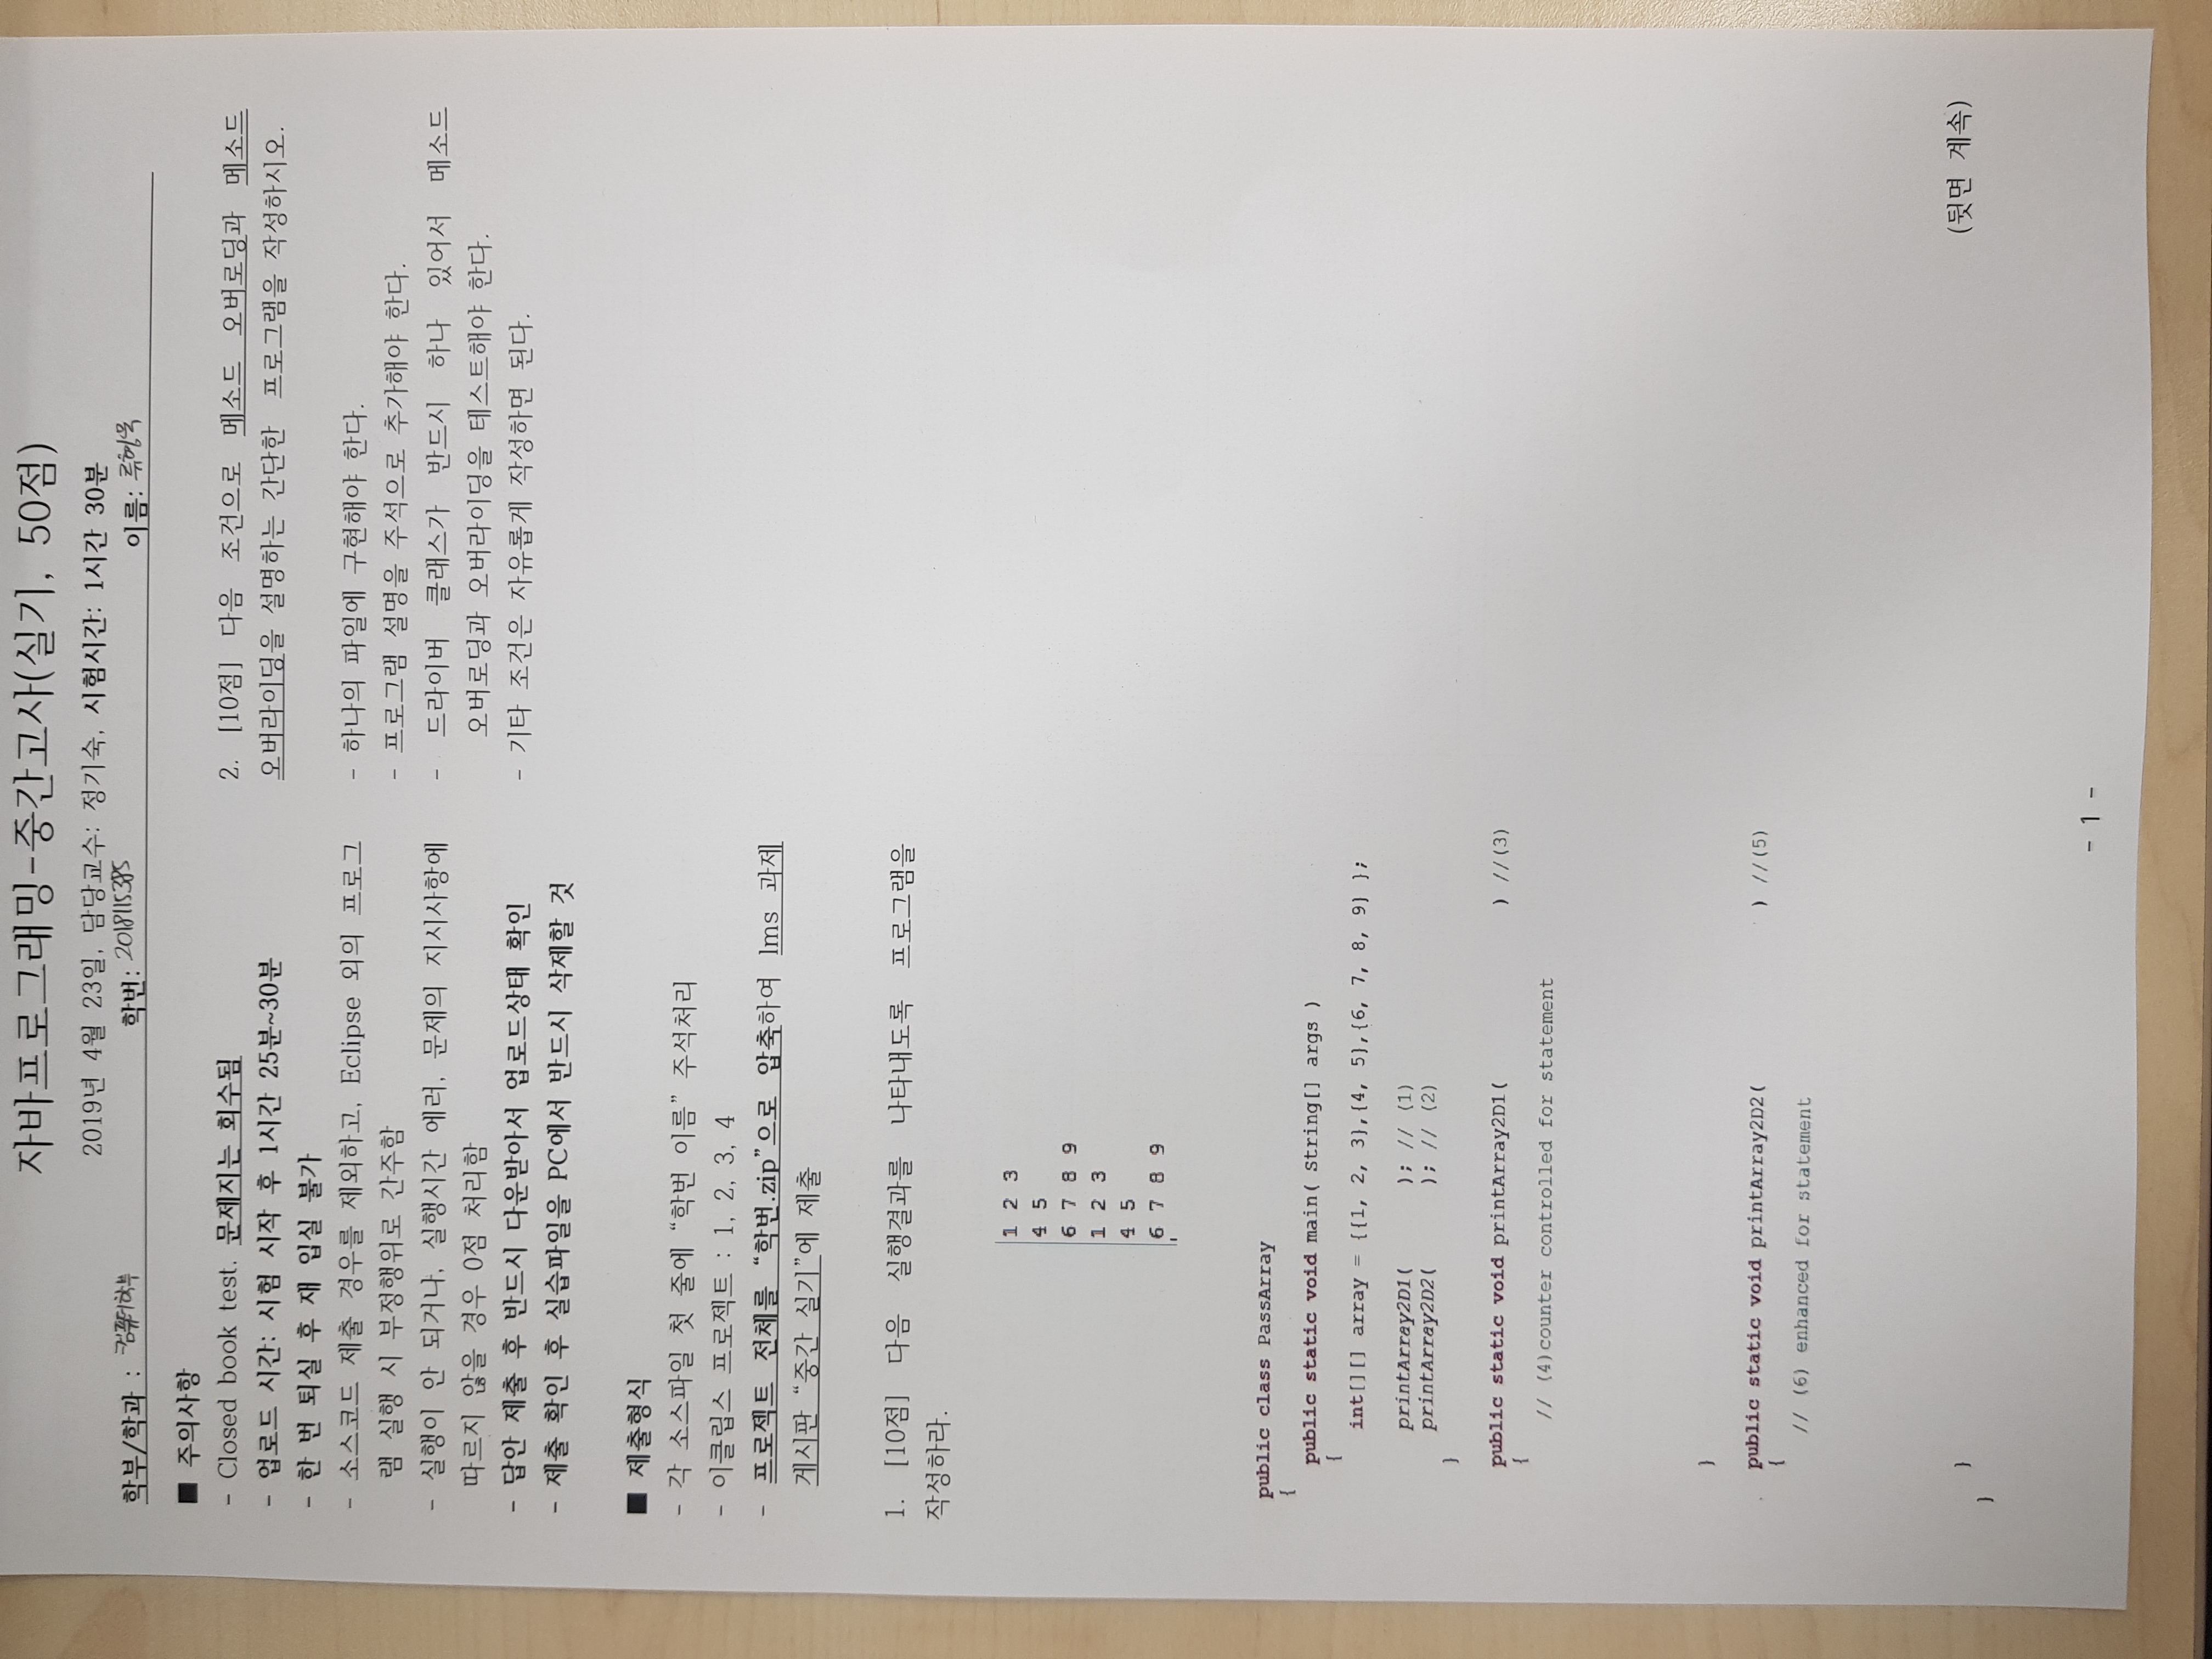 자바프로그래밍-중간고사(실기, 50점)
2019년 4월 23일, 담당교수: 정기숙, 시험시간: 1시간 30분
학부/학과 : 컴퓨터학부 학번: 2018115385 이름: 류형욱
■ 주의사항
- Closed book test. 문제지는 회수됨
- 업로드 시간: 시험 시작 후 1시간 25분~30분
- 한 번 퇴실 후 재 입실 불가
- 소스코드 제출 경우를 제외하고, Eclipse 외의 프로그
램 실행 시 부정행위로 간주함
- 실행이 안 되거나, 실행시간 에러, 문제의 지시사항에
따르지 않을 경우 0점 처리함
- 답안 제출 후 반드시 다운받아서 업로드상태 확인
- 제출 확인 후 실습파일을 PC에서 반드시 삭제할 것
■ 제출형식
- 각 소스파일 첫 줄에 “학번 이름” 주석처리
- 이클립스 프로젝트 : 1, 2, 3, 4
- 프로젝트 전체를 “학번.zip”으로 압축하여 lms 과제
게시판 “중간 실기”에 제출
1. [10점] 다음 실행결과를 나타내도록 프로그램을
작성하라.
1 2 3
4 5
6 7 8 9
1 2 3
4 5
6 7 8 9
public class PassArray
{
public static void main( String[] args )
{
int[][] array = {{1, 2, 3},{4, 5},{6, 7, 8, 9} };
printArray2D1( ); // (1)
printArray2D2( ); // (2)
}
public static void printArray2D1( ) //(3)
{
// (4)counter controlled for statement
}
public static void printArray2D2( ) //(5)
{
// (6) enhanced for statement
}
}
2. [10점] 다음 조건으로 메소드 오버로딩과 메소드
오버라이딩을 설명하는 간단한 프로그램을 작성하시오.
- 하나의 파일에 구현해야 한다.
- 프로그램 설명을 주석으로 추가해야 한다.
- 드라이버 클래스가 반드시 하나 있어서 메소드
오버로딩과 오버라이딩을 테스트해야 한다.
- 기타 조건은 자유롭게 작성하면 된다.
(뒷면 계속)
- 1 -